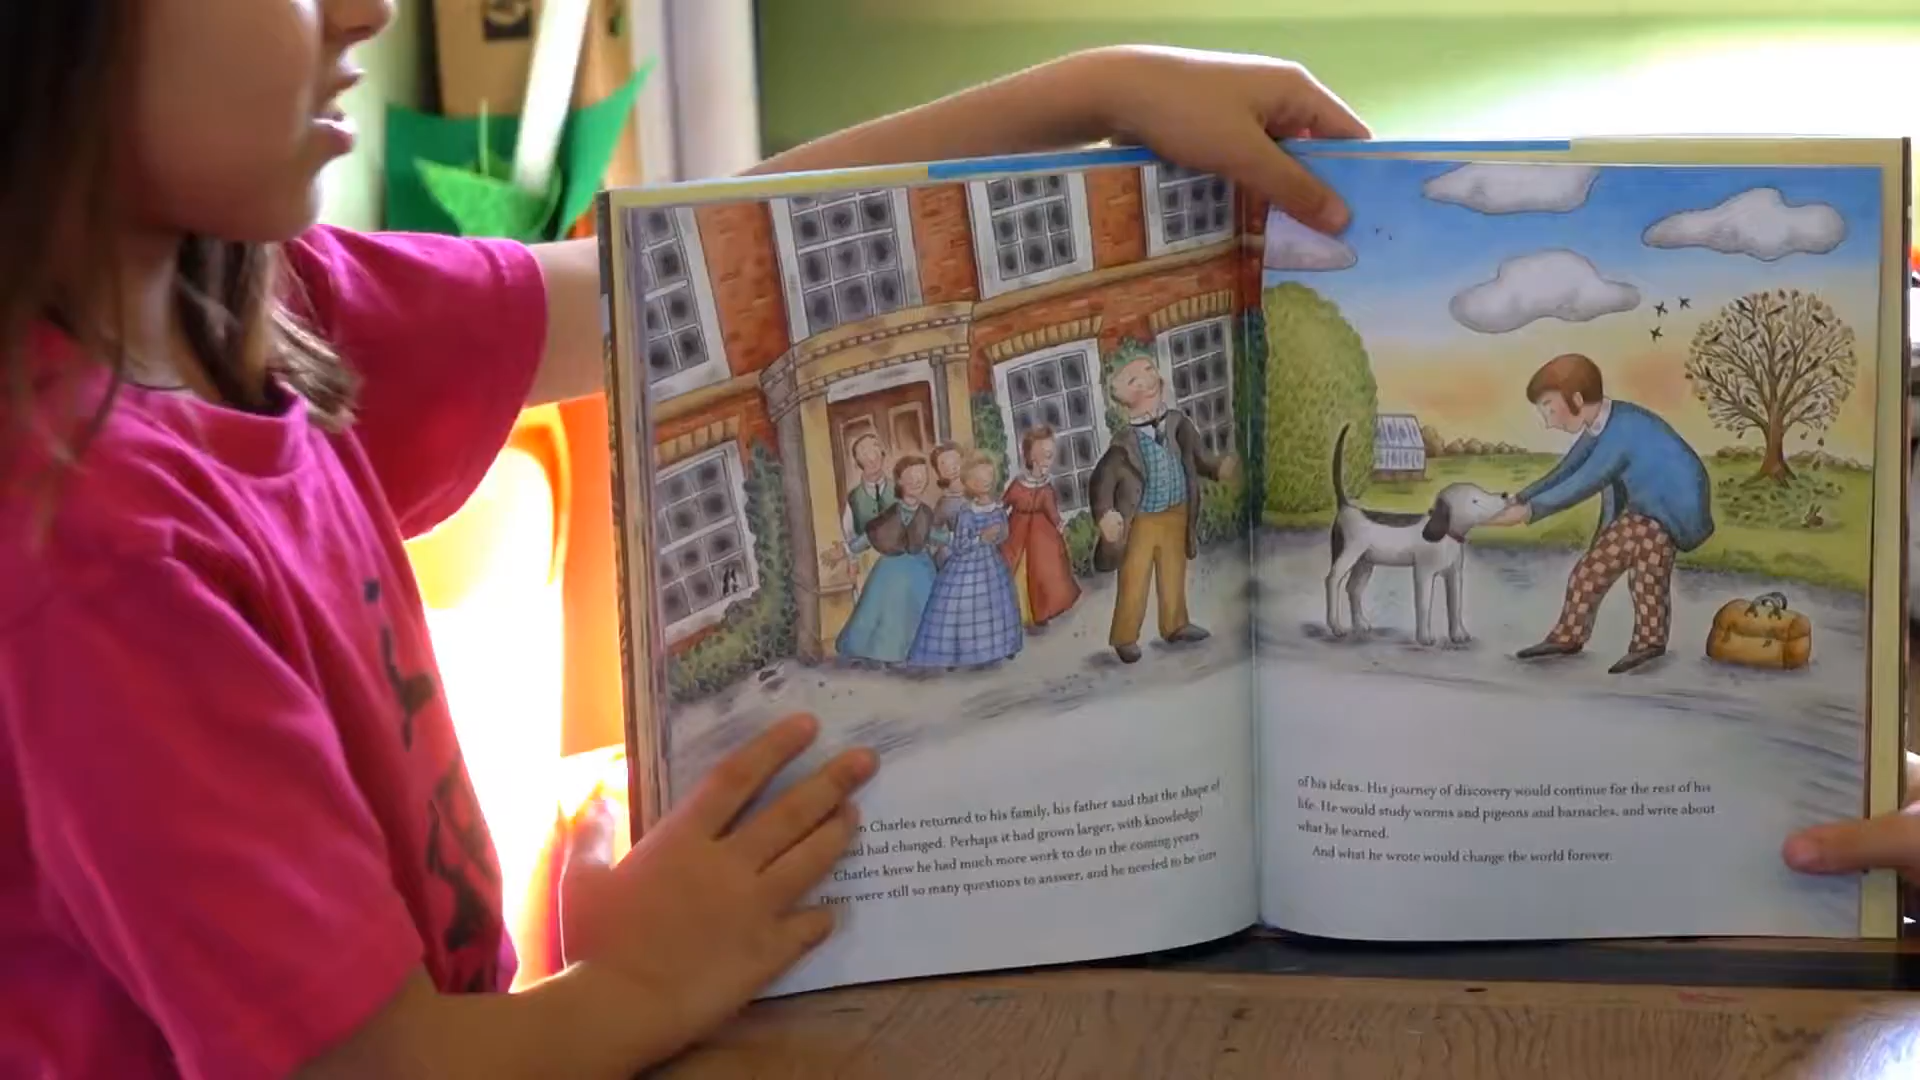 n Charles returned to his family, his father said that the shape of
had changed. Perhaps it had grown larger, with knowledge!
Charles knew he had much more work to do in the coming years.
There were still so many questions to answer, and he needed to be sure
of his ideas. His journey of discovery would continue for the rest of his
life. He would study worms and pigeons and barnacles, and write about
what he learned.
And what he wrote would change the world forever.